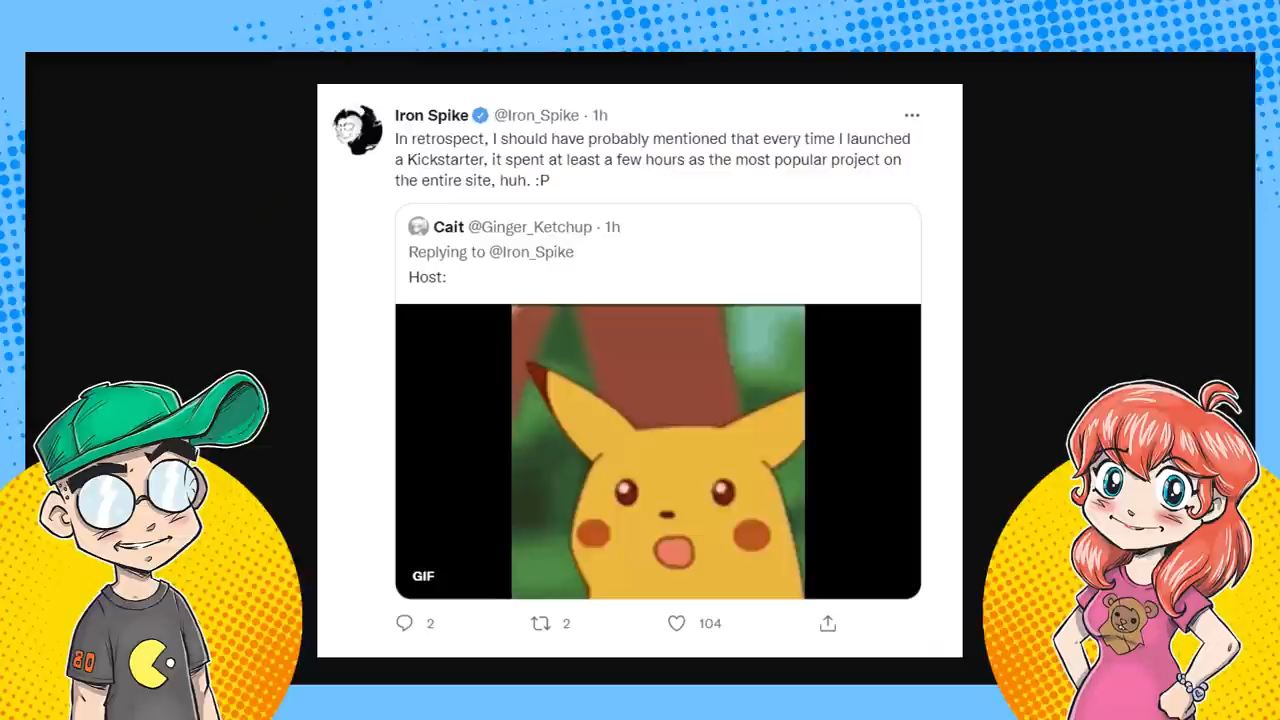 Iron Spike @Iron_Spike · 1h
In retrospect, I should have probably mentioned that every time I launched
a Kickstarter, it spent at least a few hours as the most popular project on
the entire site, huh. :P
Cait @Ginger_Ketchup · 1h
Replying to @Iron_Spike
Host:
GIF
2 2 104
80